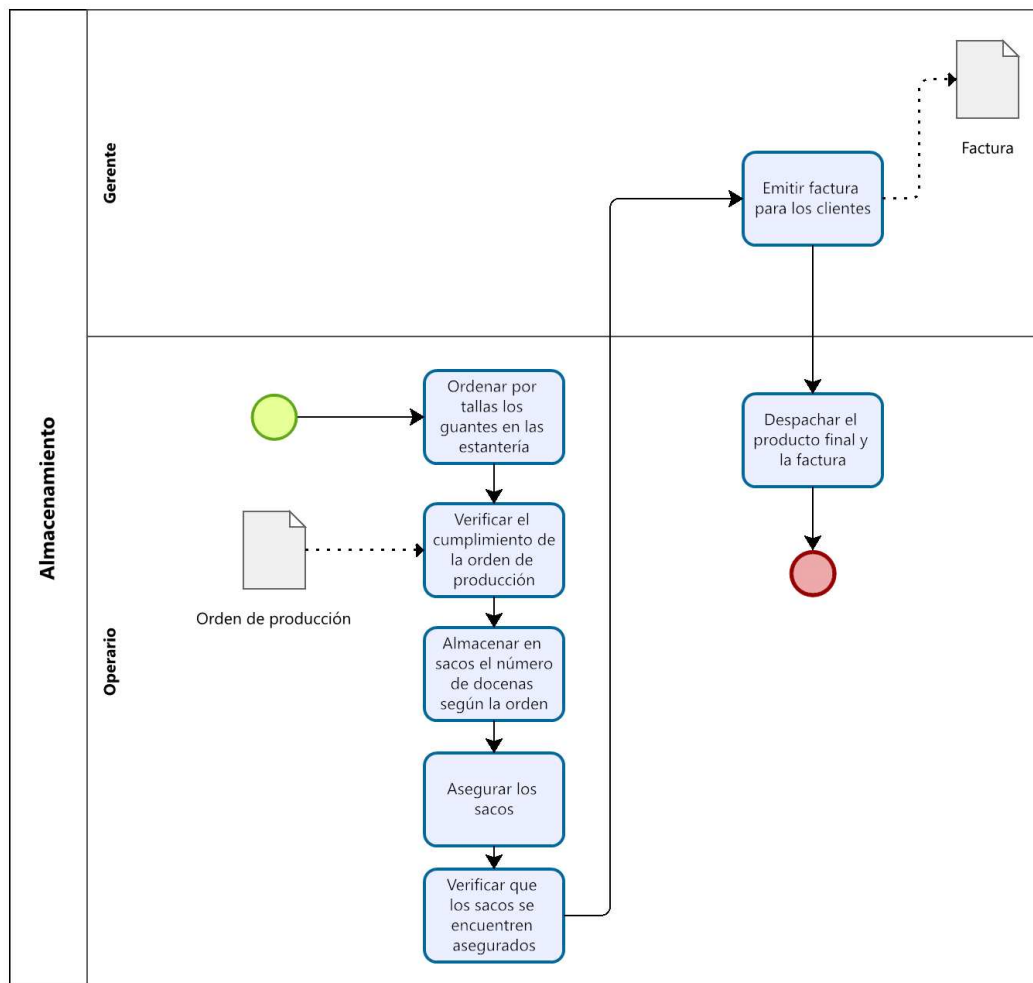 Almacenamiento
Gerente
Factura
Emitir factura
para los clientes
Operario
Ordenar por
tallas los
guantes en las
estantería
Verificar el
cumplimiento de
la orden de
producción
Orden de producción
Almacenar en
sacos el número
de docenas
según la orden
Asegurar los
sacos
Verificar que
los sacos se
encuentren
asegurados
Despachar el
producto final y
la factura